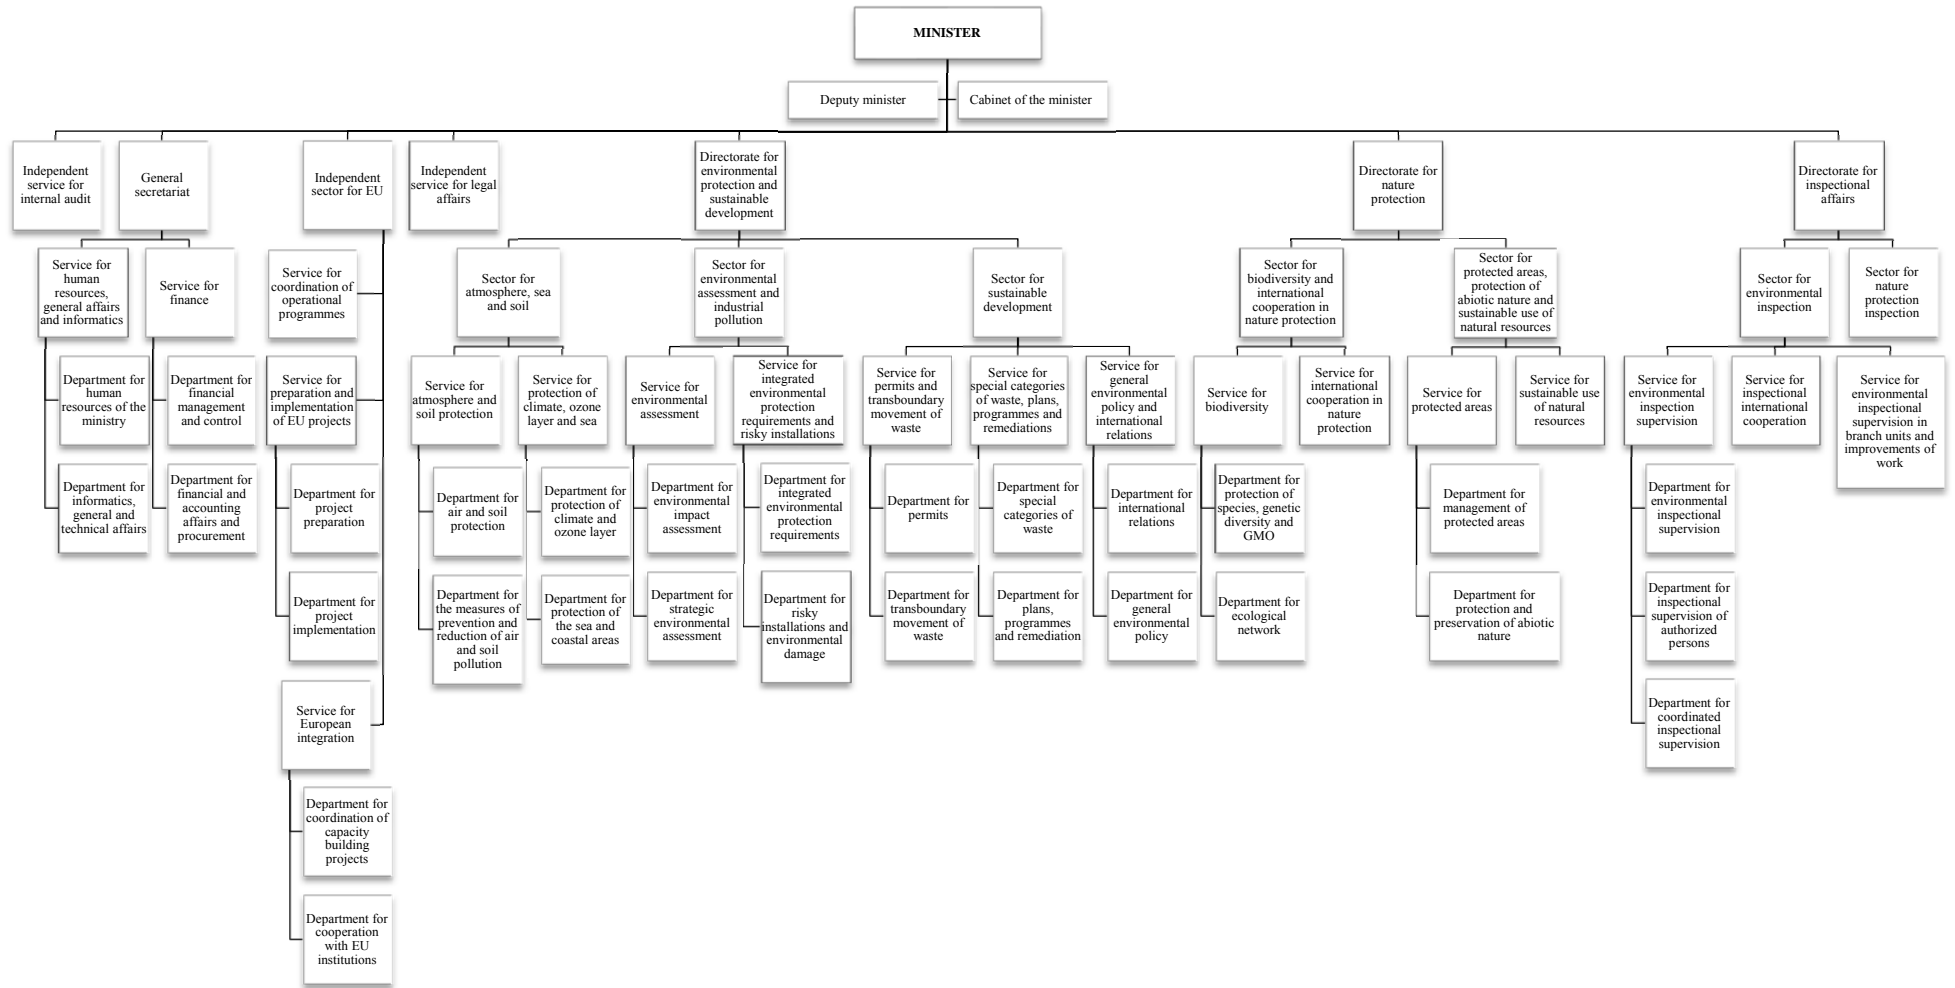 MINISTER
Deputy minister
Cabinet of the minister
Independent
service for
internal audit
General
secretariat
Independent
sector for EU
Independent
service for legal
affairs
Directorate for
environmental
protection and
sustainable
development
Directorate for
nature
protection
Directorate for
inspectional
affairs
Service for
human
resources,
general affairs
and informatics
Service for
finance
Service for
coordination of
operational
programmes
Sector for
atmosphere, sea
and soil
Sector for
environmental
assessment and
industrial
pollution
Sector for
sustainable
development
Sector for
biodiversity and
international
cooperation in
nature protection
Sector for
protected areas,
protection of
abiotic nature and
sustainable use of
natural resources
Sector for
environmental
inspection
Sector for
nature
protection
inspection
Department for
human
resources of the
ministry
Department for
financial
management
and control
Service for
preparation and
implementation
of EU projects
Service for
atmosphere and
soil protection
Service for
protection of
climate, ozone
layer and sea
Service for
environmental
assessment
Service for
integrated
environmental
protection
requirements and
risky installations
Service for
permits and
transboundary
movement of
waste
Service for
special categories
of waste, plans,
programmes and
remediations
Service for
general
environmental
policy and
international
relations
Service for
biodiversity
Service for
international
cooperation in
nature
protection
Service for
protected areas
Service for
sustainable use
of natural
resources
Service for
environmental
inspection
supervision
Service for
inspectional
international
cooperation
Service for
environmental
inspectional
supervision in
branch units and
improvements of
work
Department for
informatics,
general and
technical affairs
Department for
financial and
accounting
affairs and
procurement
Department for
project
preparation
Department for
air and soil
protection
Department for
protection of
climate and
ozone layer
Department for
environmental
impact
assessment
Department for
integrated
environmental
protection
requirements
Department for
permits
Department for
special
categories of
waste
Department for
international
relations
Department for
protection of
species, genetic
diversity and
GMO
Department for
management of
protected areas
Department for
environmental
inspectional
supervision
Department for
project
implementation
Department for
the measures of
prevention and
reduction of air
and soil
pollution
Department for
protection of
the sea and
coastal areas
Department for
strategic
environmental
assessment
Department for
risky
installations and
environmental
damage
Department for
transboundary
movement of
waste
Department for
plans,
programmes
and remediation
Department for
general
environmental
policy
Department for
ecological
network
Department for
protection and
preservation of abiotic
nature
Department for
inspectional
supervision of
authorized
persons
Service for
European
integration
Department for
coordinated
inspectional
supervision
Department for
coordination of
capacity
building
projects
Department for
cooperation
with EU
institutions